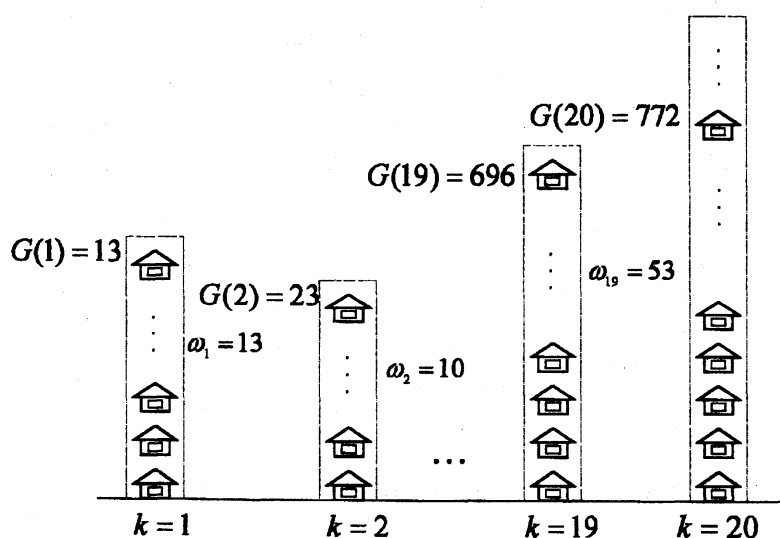 G(20) = 772
G(19) = 696
G(1) = 13
G(2) = 23
ω₁₉ = 53
ω₁ = 13
ω₂ = 10
...
k = 1 k = 2 k = 19 k = 20